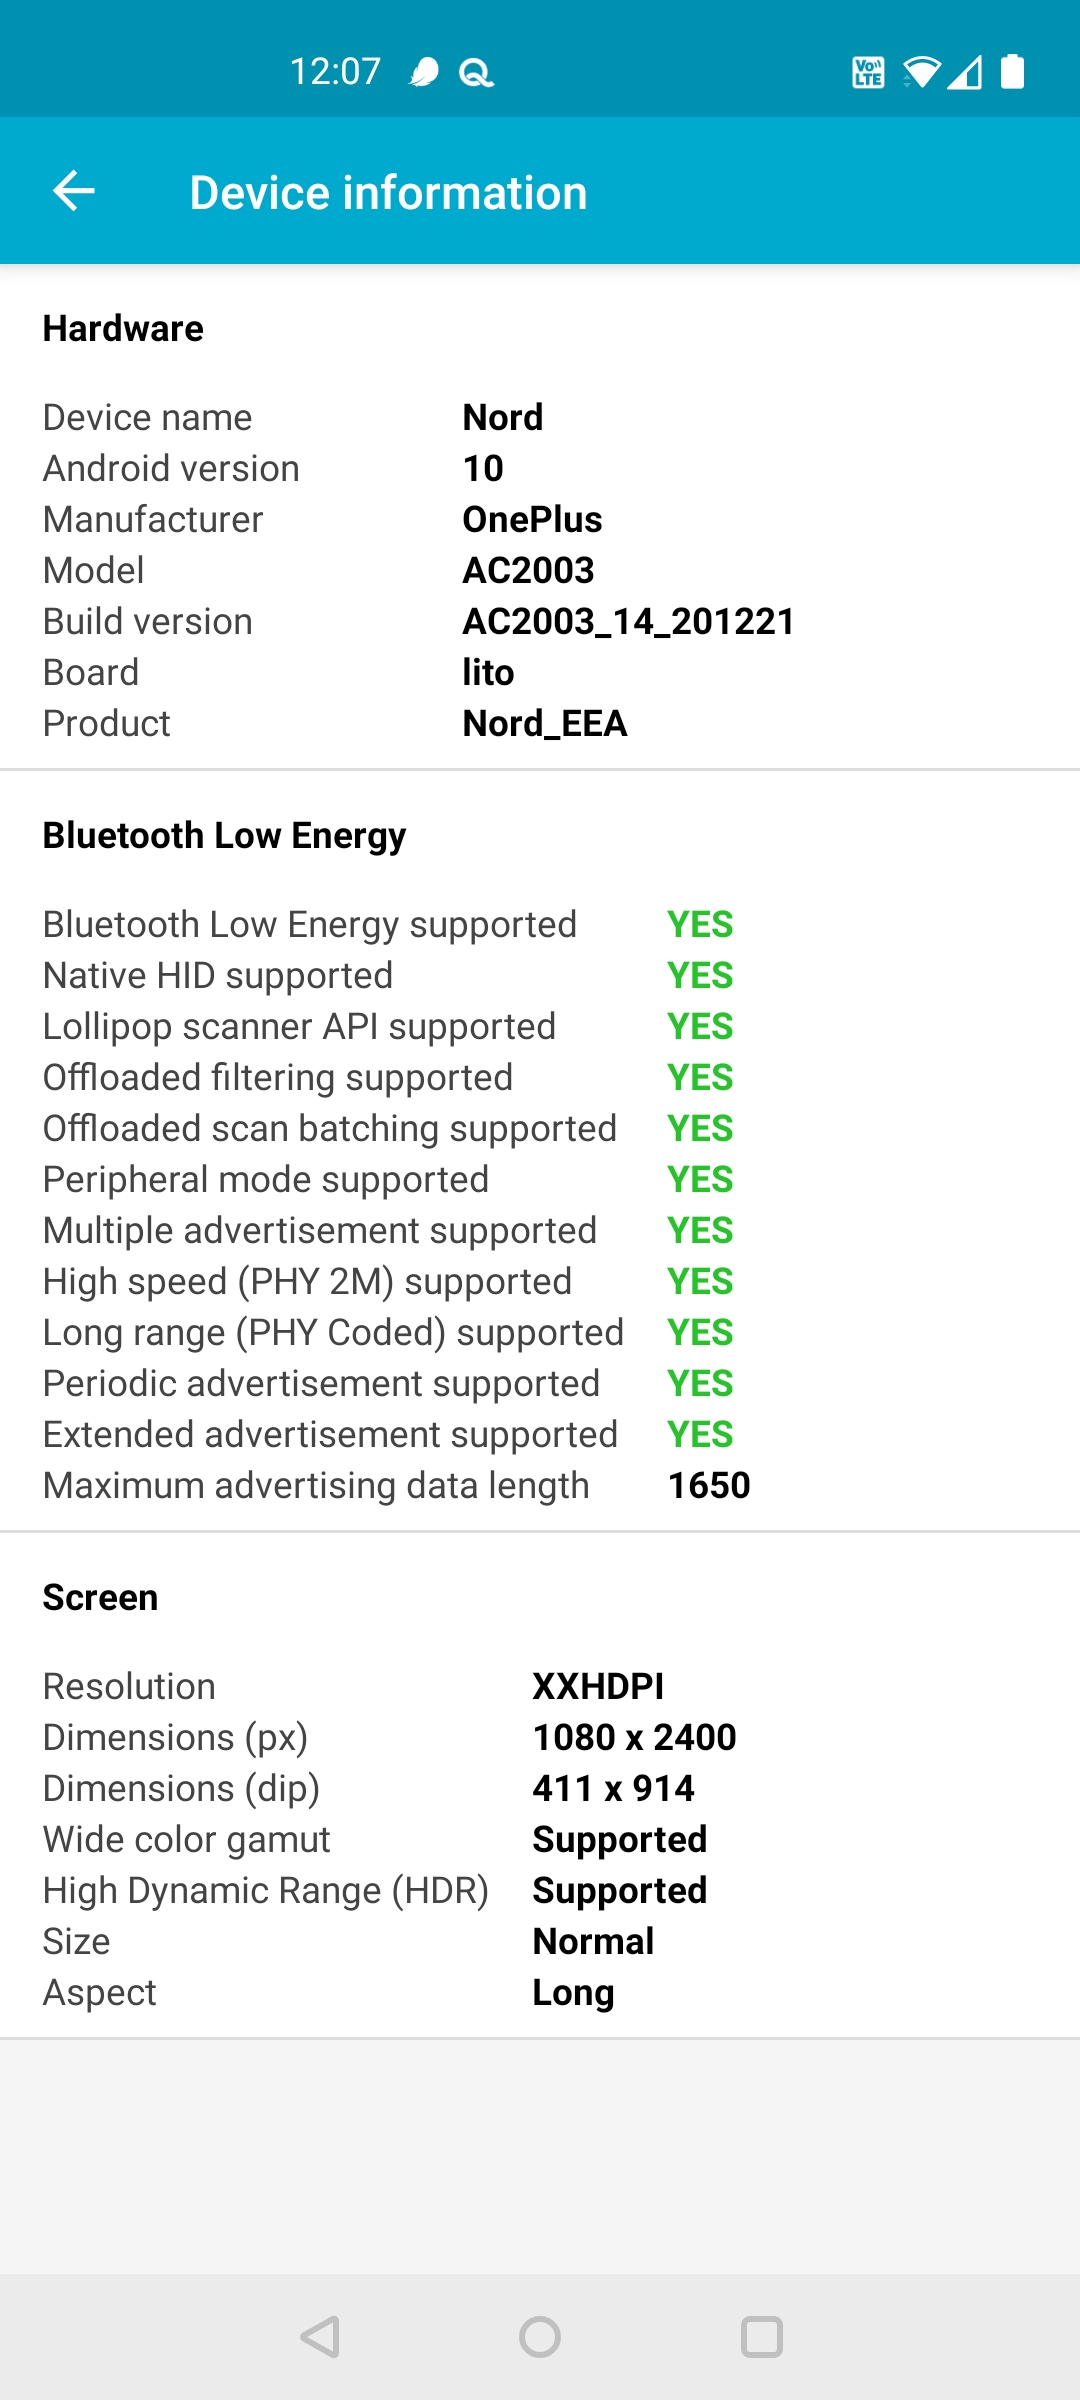 12:07
Vo)) LTE
Device information
Hardware
Device name Nord
Android version 10
Manufacturer OnePlus
Model AC2003
Build version AC2003_14_201221
Board lito
Product Nord_EEA
Bluetooth Low Energy
Bluetooth Low Energy supported YES
Native HID supported YES
Lollipop scanner API supported YES
Offloaded filtering supported YES
Offloaded scan batching supported YES
Peripheral mode supported YES
Multiple advertisement supported YES
High speed (PHY 2M) supported YES
Long range (PHY Coded) supported YES
Periodic advertisement supported YES
Extended advertisement supported YES
Maximum advertising data length 1650
Screen
Resolution XXHDPI
Dimensions (px) 1080 x 2400
Dimensions (dip) 411 x 914
Wide color gamut Supported
High Dynamic Range (HDR) Supported
Size Normal
Aspect Long